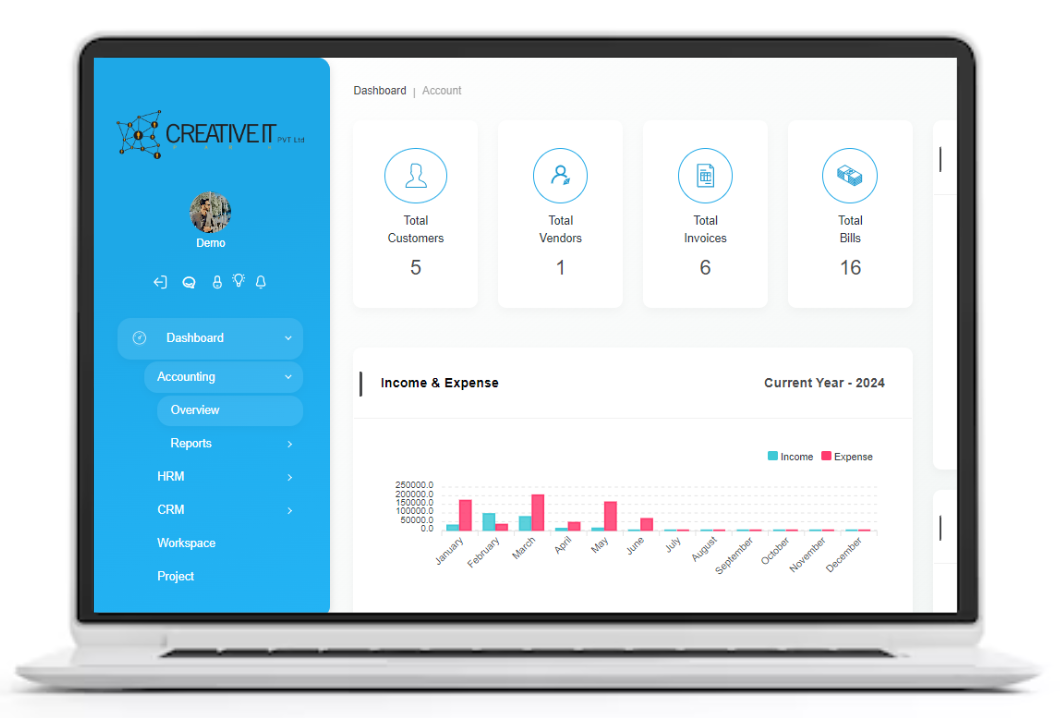 CREATIVE IT PVT Ltd
Demo
Dashboard
Accounting
Overview
Reports
HRM
CRM
Workspace
Project
Dashboard | Account
Total
Customers
5
Total
Vendors
1
Total
Invoices
6
Total
Bills
16
Income & Expense
Current Year - 2024
Income Expense
250000.0
200000.0
150000.0
100000.0
50000.0
0.0
January
February
March
April
May
June
July
August
September
October
November
December